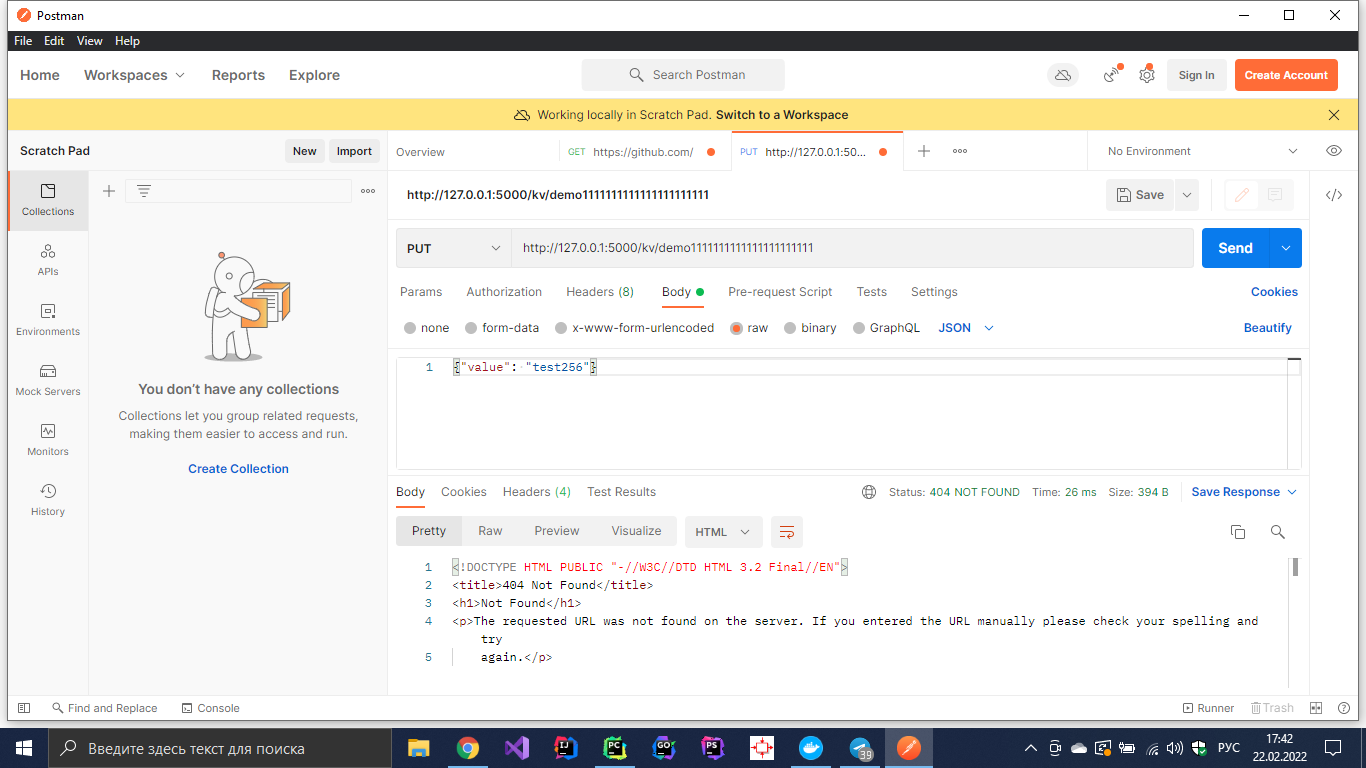 Postman
File Edit View Help
Home Workspaces Reports Explore Search Postman Sign In Create Account
Working locally in Scratch Pad. Switch to a Workspace
Scratch Pad New Import Overview GET https://github.com/ PUT http://127.0.0.1:50... No Environment
Collections
APIs
Environments
Mock Servers
Monitors
History
You don't have any collections
Collections let you group related requests,
making them easier to access and run.
Create Collection
http://127.0.0.1:5000/kv/demo1111111111111111111111 Save
PUT http://127.0.0.1:5000/kv/demo1111111111111111111111 Send
Params Authorization Headers (8) Body Pre-request Script Tests Settings Cookies
none form-data x-www-form-urlencoded raw binary GraphQL JSON Beautify
1 {"value": "test256"}
Body Cookies Headers (4) Test Results Status: 404 NOT FOUND Time: 26 ms Size: 394 B Save Response
Pretty Raw Preview Visualize HTML
1 <!DOCTYPE HTML PUBLIC "-//W3C//DTD HTML 3.2 Final//EN">
2 <title>404 Not Found</title>
3 <h1>Not Found</h1>
4 <p>The requested URL was not found on the server. If you entered the URL manually please check your spelling and
try
5 again.</p>
Find and Replace Console Runner Trash
Введите здесь текст для поиска IJ PC GO PS 39 РУС 17:42
22.02.2022